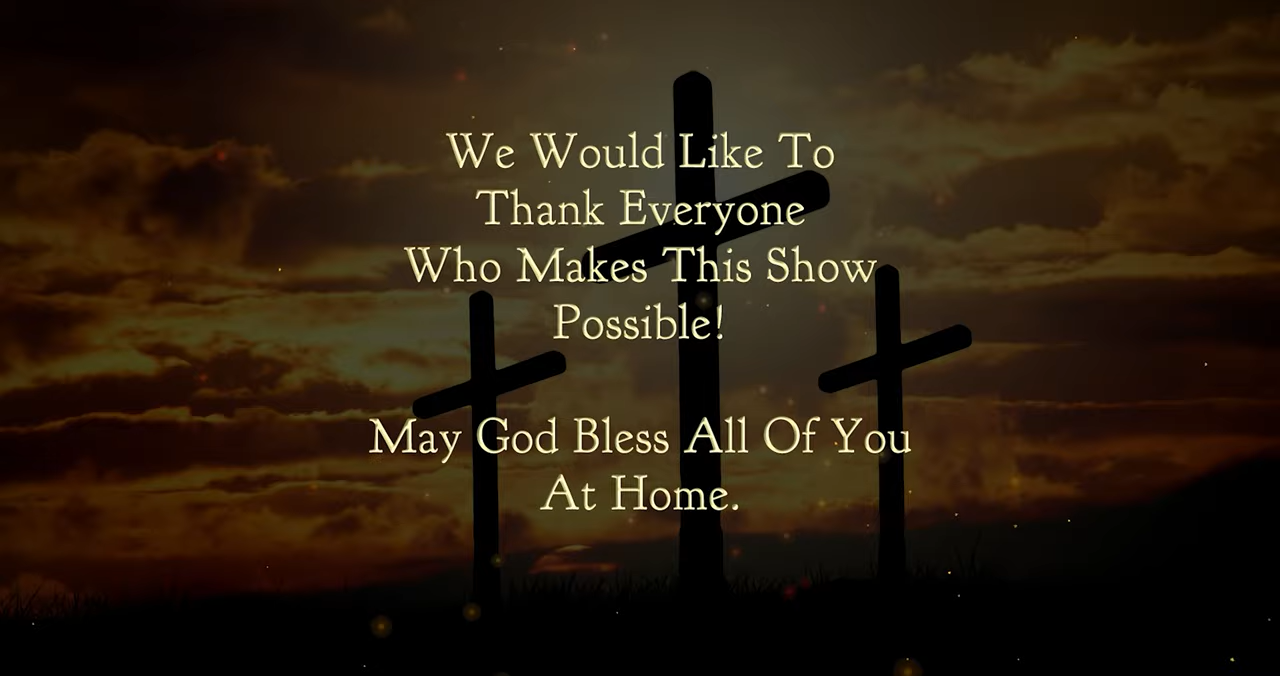 We Would Like To
Thank Everyone
Who Makes This Show
Possible!
May God Bless All Of You
At Home.